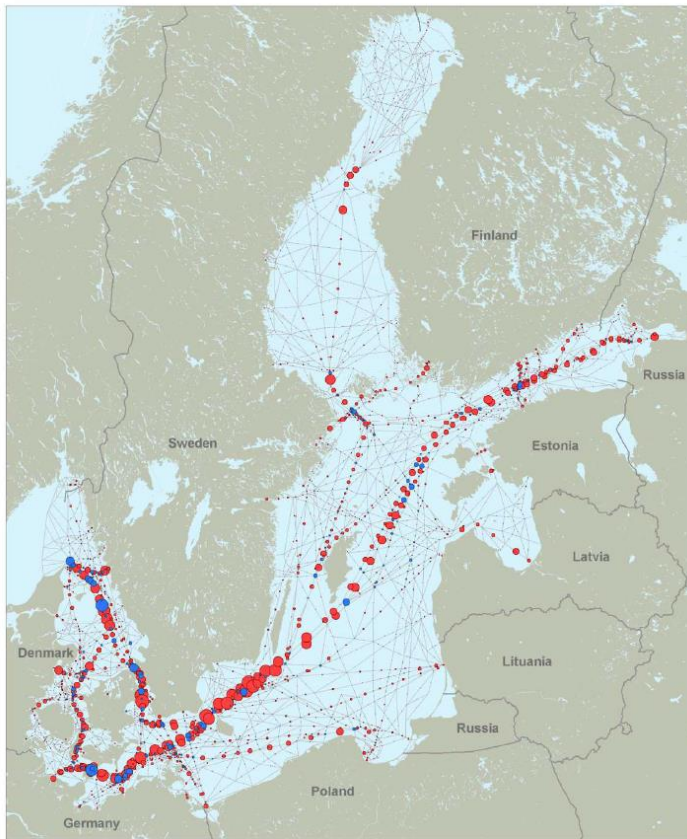 Finland
Russia
Sweden
Estonia
Latvia
Denmark
Lituania
Russia
Poland
Germany